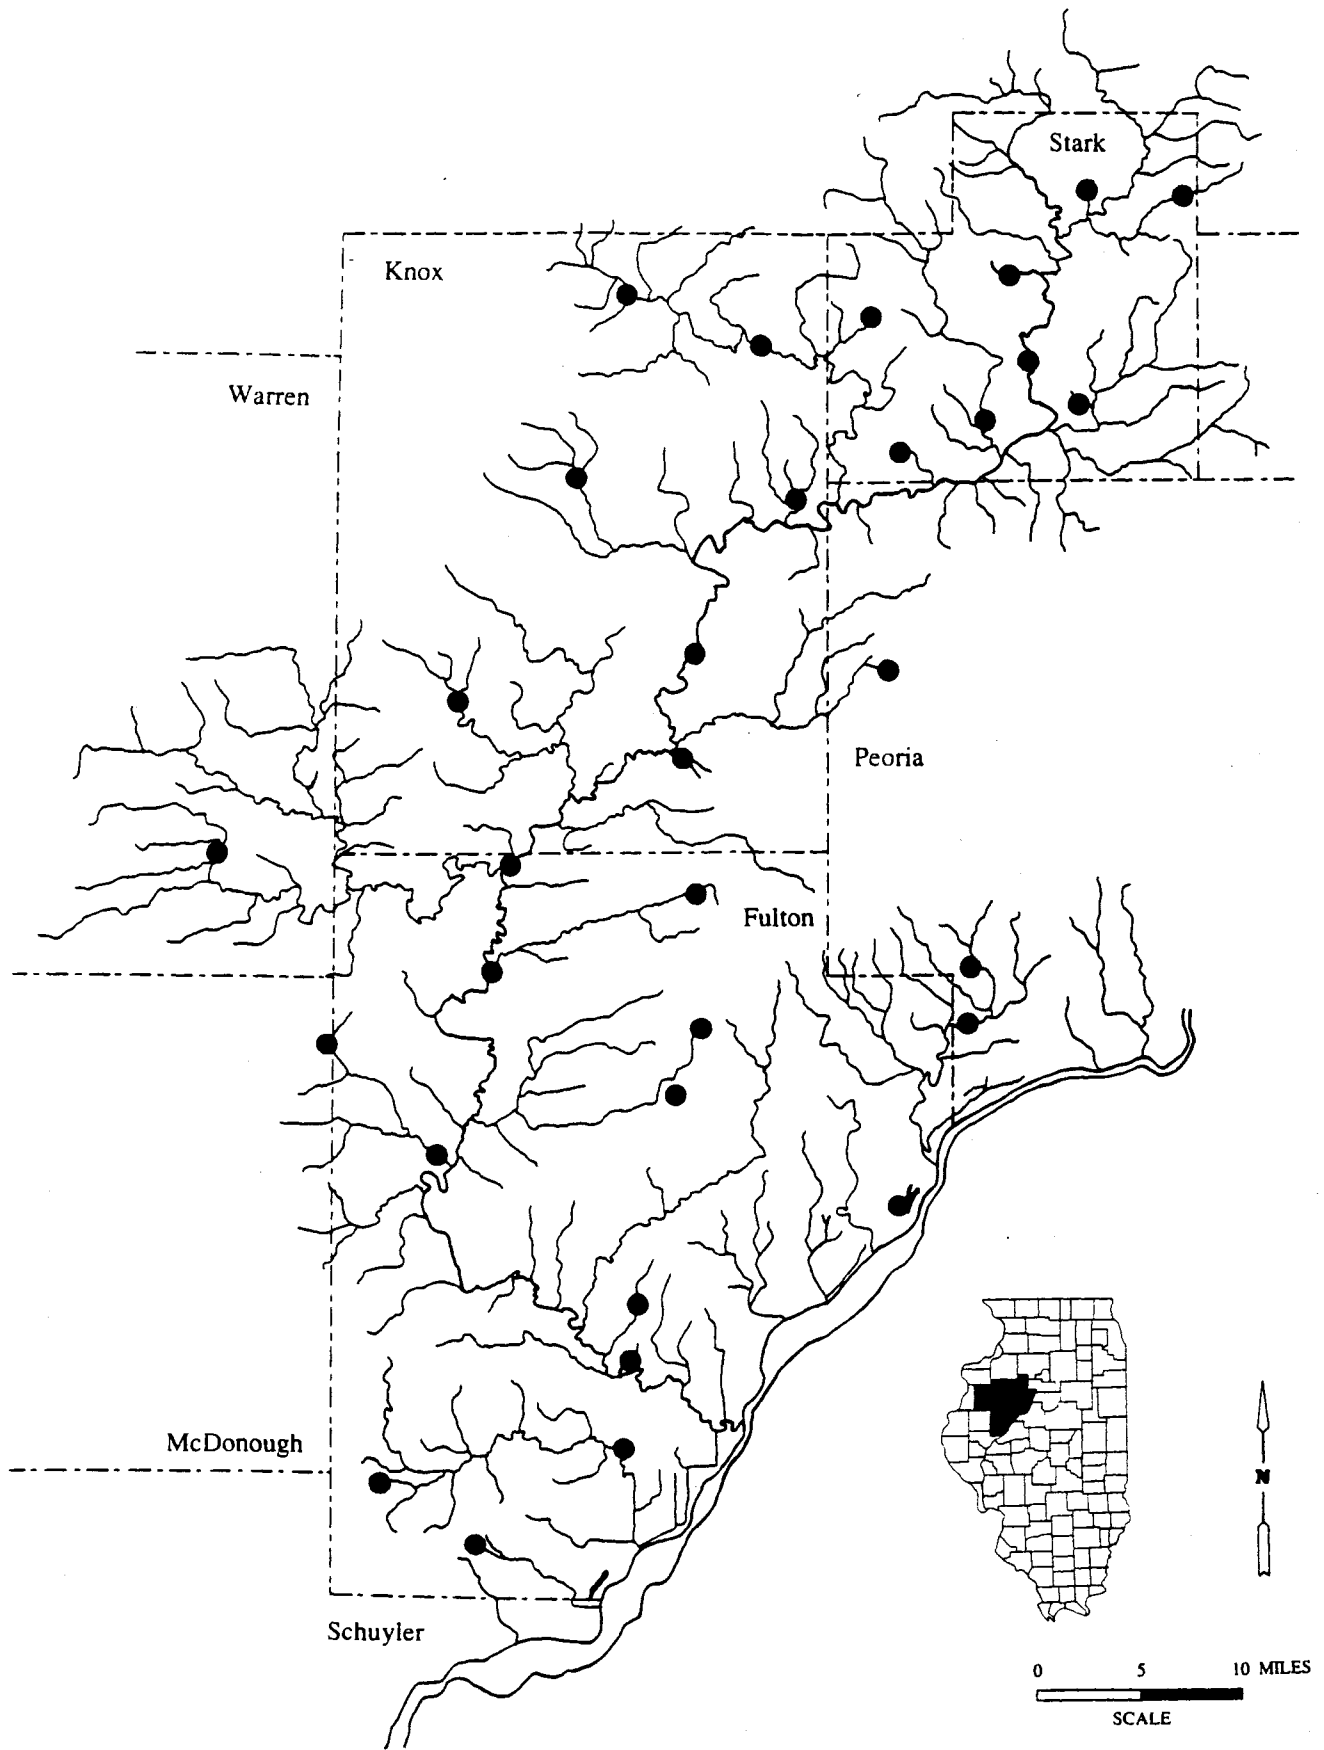 Stark
Knox
Warren
Peoria
Fulton
McDonough
N
Schuyler
0 5 10 MILES
SCALE